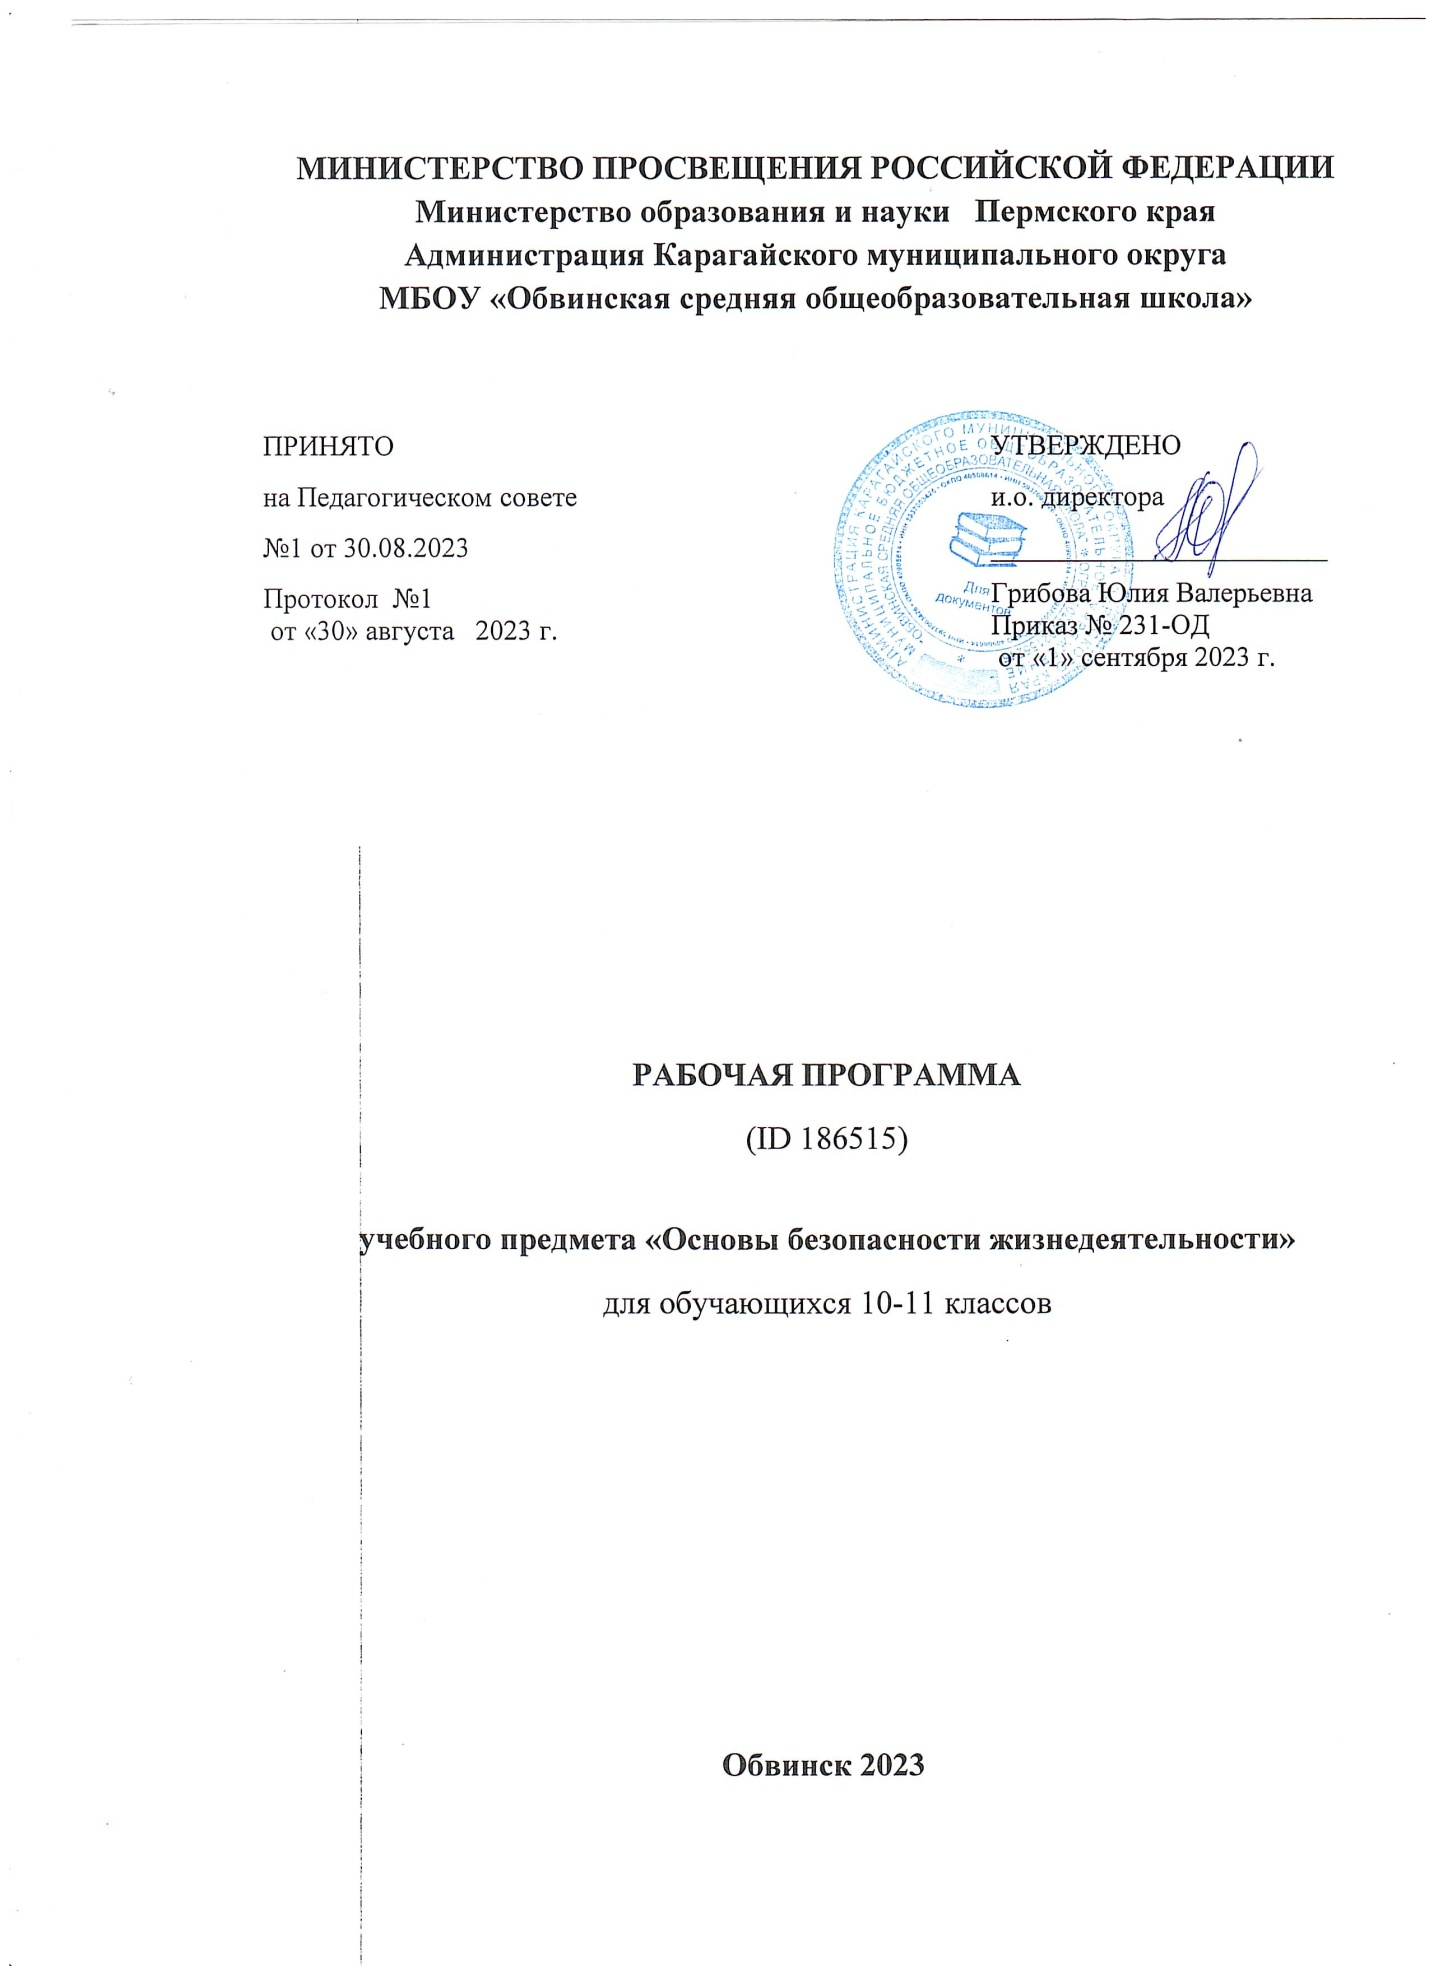 МИНИСТЕРСТВО ПРОСВЕЩЕНИЯ РОССИЙСКОЙ ФЕДЕРАЦИИ
Министерство образования и науки Пермского края
Администрация Карагайского муниципального округа
МБОУ «Обвинская средняя общеобразовательная школа»
ПРИНЯТО
на Педагогическом совете
№1 от 30.08.2023
Протокол №1
от «30» августа 2023 г.
УТВЕРЖДЕНО
и.о. директора
Грибова Юлия Валерьевна
Приказ № 231-ОД
от «1» сентября 2023 г.
Для
документов
РАБОЧАЯ ПРОГРАММА
(ID 186515)
учебного предмета «Основы безопасности жизнедеятельности»
для обучающихся 10-11 классов
Обвинск 2023